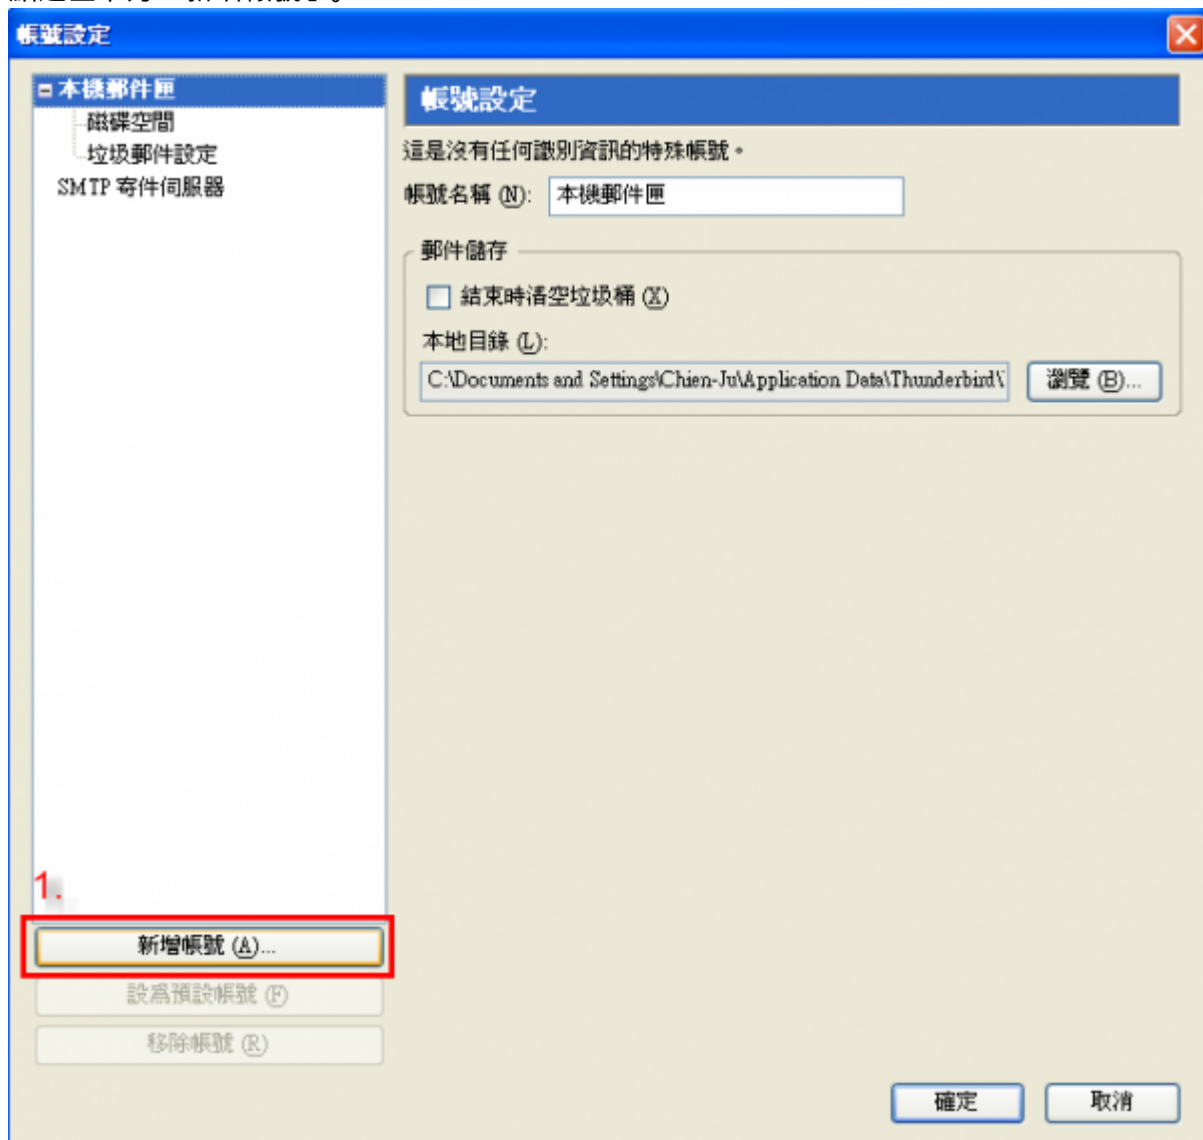 帳號設定
本機郵件匣
磁碟空間
垃圾郵件設定
SMTP 寄件伺服器
帳號設定
這是沒有任何識別資訊的特殊帳號。
帳號名稱 (N): 本機郵件匣
郵件儲存
結束時清空垃圾桶 (X)
本地目錄 (L):
C:\Documents and Settings\Chien-Ju\Application Data\Thunderbird\
瀏覽 (B)...
1.
新增帳號 (A)...
設為預設帳號 (F)
移除帳號 (R)
確定
取消